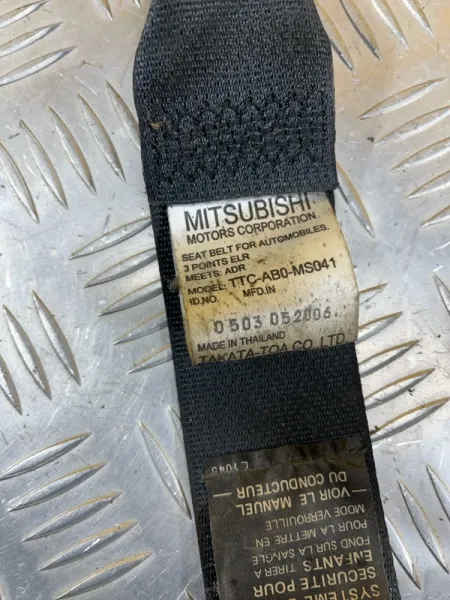 MITSUBISHI
MOTORS CORPORATION
SEAT BELT FOR AUTOMOBILES.
3 POINTS ELR
MEETS: ADR
MODEL: TTC-AB0-MS041
ID.NO. MFD.IN
0503 052006
MADE IN THAILAND
TAKATA-TOA CO., LTD.
SYSTEME
SECURITE POUR
ENFANTS TIRER A
FOND SUR LA SANGLE
POUR LA METTRE EN
MODE VERROUILLE
— VOIR LE MANUEL
DU CONDUCTEUR —